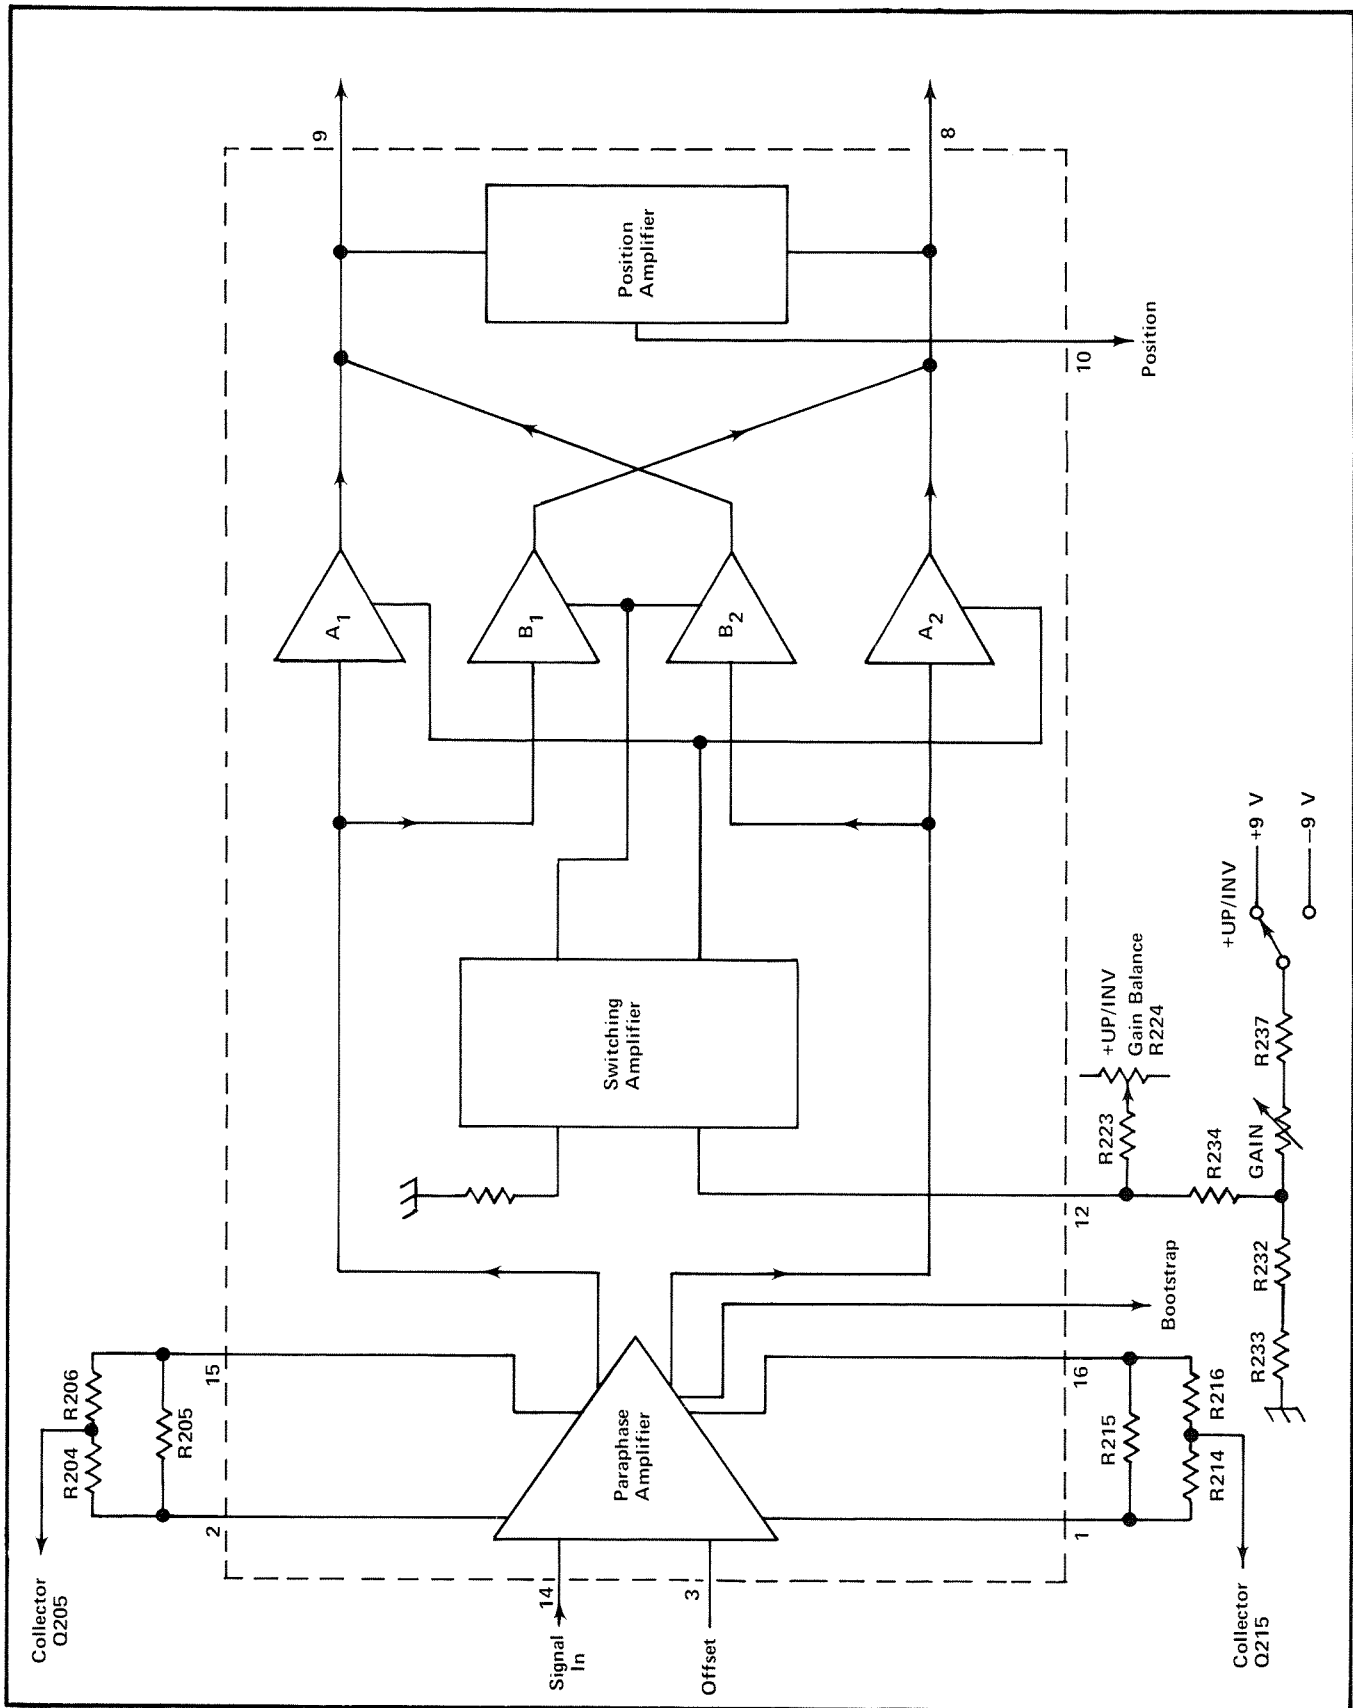 Collector
Q205
R204
R206
R205
2
15
Signal
In
14
Offset
3
Paraphase
Amplifier
1
16
R215
R214
R216
Collector
Q215
Bootstrap
Switching
Amplifier
12
R223
+UP/INV
Gain Balance
R224
R234
R233
R232
GAIN
R237
+UP/INV
+9 V
−9 V
A1
B1
B2
A2
Position
Amplifier
10
Position
9
8